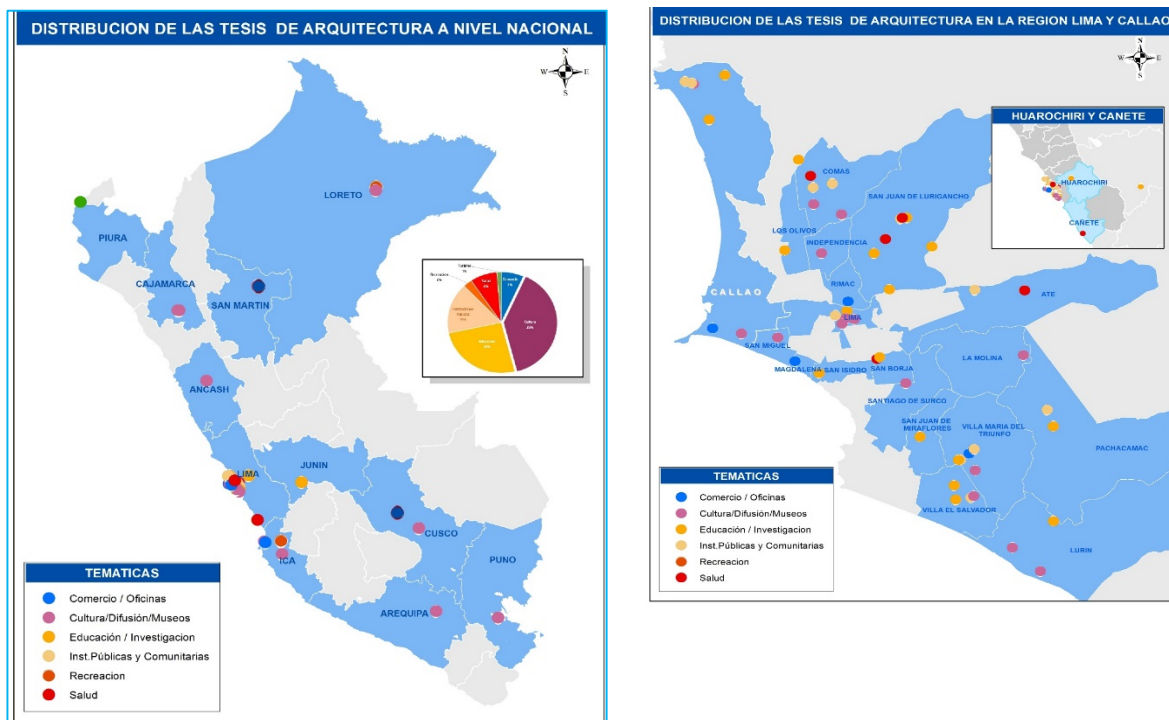 DISTRIBUCION DE LAS TESIS DE ARQUITECTURA A NIVEL NACIONAL
N
W E
S
LORETO
PIURA
CAJAMARCA
SAN MARTIN
ANCASH
LIMA
JUNIN
CUSCO
ICA
PUNO
AREQUIPA
TEMATICAS
Comercio / Oficinas
Cultura/Difusión/Museos
Educación / Investigacion
Inst.Públicas y Comunitarias
Recreacion
Salud
DISTRIBUCION DE LAS TESIS DE ARQUITECTURA EN LA REGION LIMA Y CALLAO
N
W E
S
HUAROCHIRI Y CANETE
HUAROCHIRI
CAÑETE
COMAS
SAN JUAN DE LURIGANCHO
LOS OLIVOS
INDEPENDENCIA
CALLAO
RIMAC
ATE
LIMA
SAN MIGUEL
LA MOLINA
MAGDALENA
SAN ISIDRO
SAN BORJA
SANTIAGO DE SURCO
SAN JUAN DE
MIRAFLORES
VILLA MARIA DEL
TRIUNFO
PACHACAMAC
VILLA EL SALVADOR
LURIN
TEMATICAS
Comercio / Oficinas
Cultura/Difusión/Museos
Educación / Investigacion
Inst.Públicas y Comunitarias
Recreacion
Salud